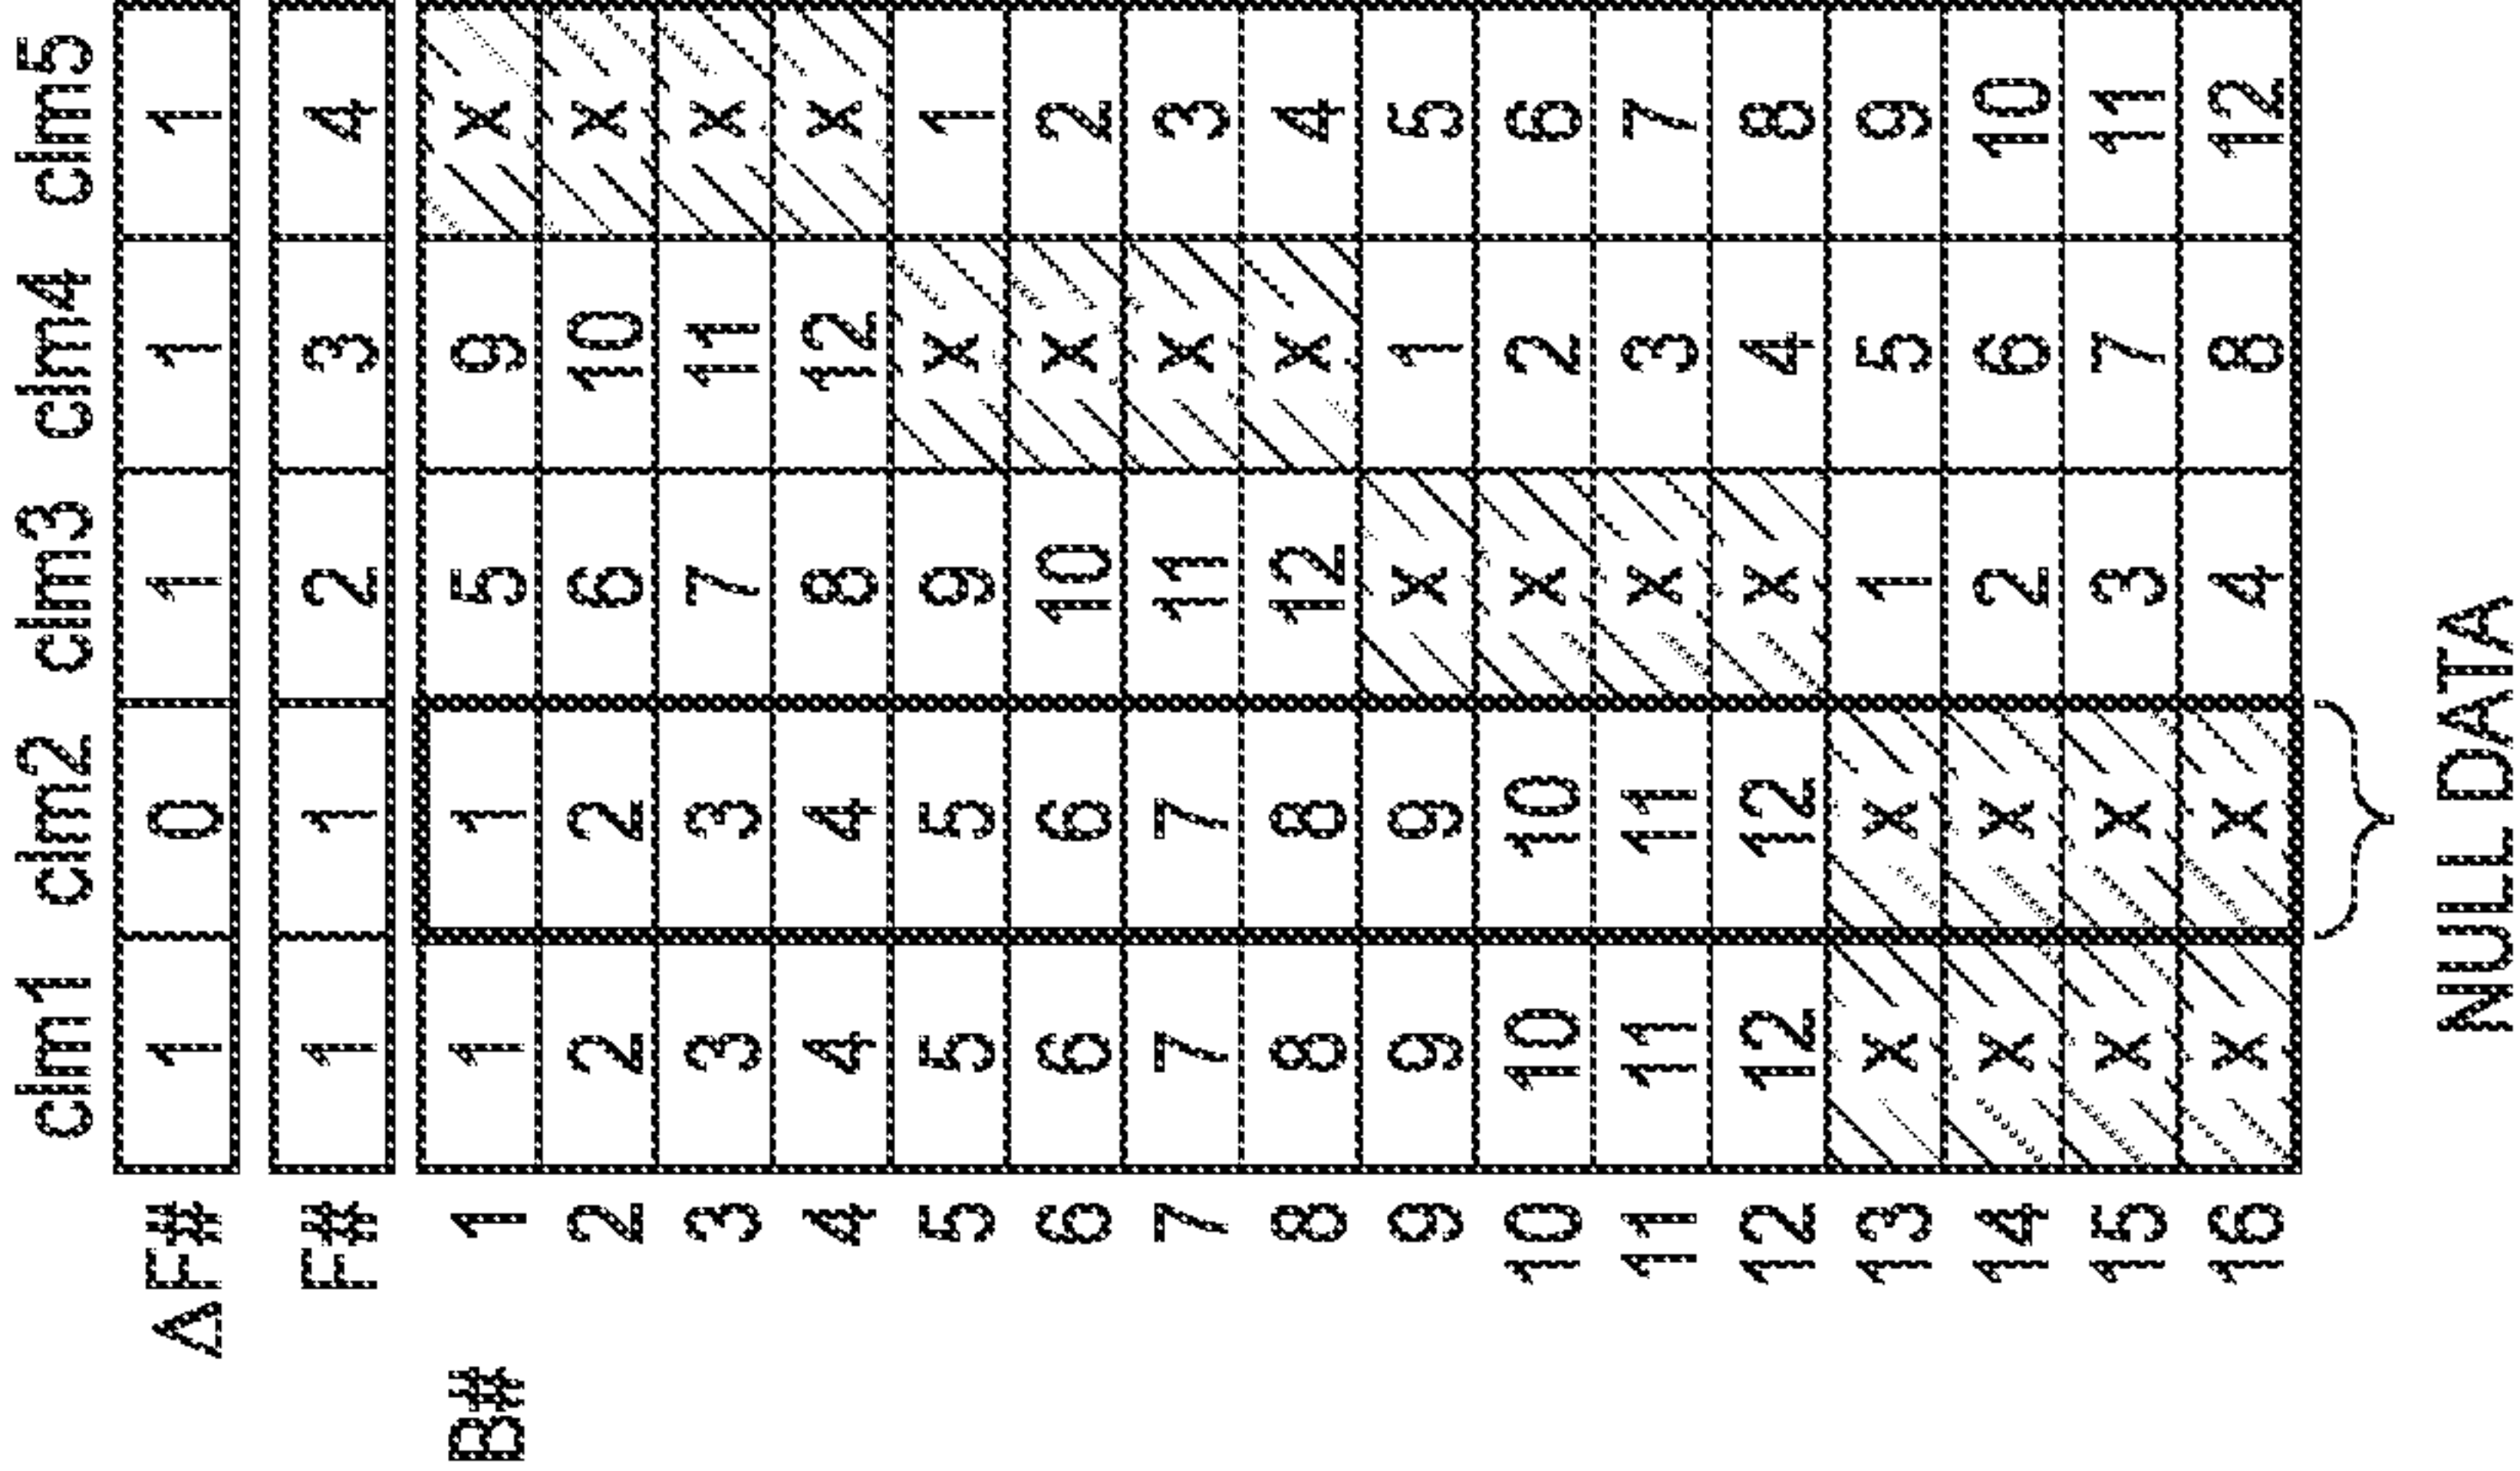 clm1 clm2 clm3 clm4 clm5
ΔF# 1 0 1 1 1
F# 1 1 2 3 4
B# 1 1 1 5 9 x
2 2 2 6 10 x
3 3 3 7 11 x
4 4 4 8 12 x
5 5 5 9 x 1
6 6 6 10 x 2
7 7 7 11 x 3
8 8 8 12 x 4
9 9 9 x 1 5
10 10 10 x 2 6
11 11 11 x 3 7
12 12 12 x 4 8
13 x x 1 5 9
14 x x 2 6 10
15 x x 3 7 11
16 x x 4 8 12
NULL DATA